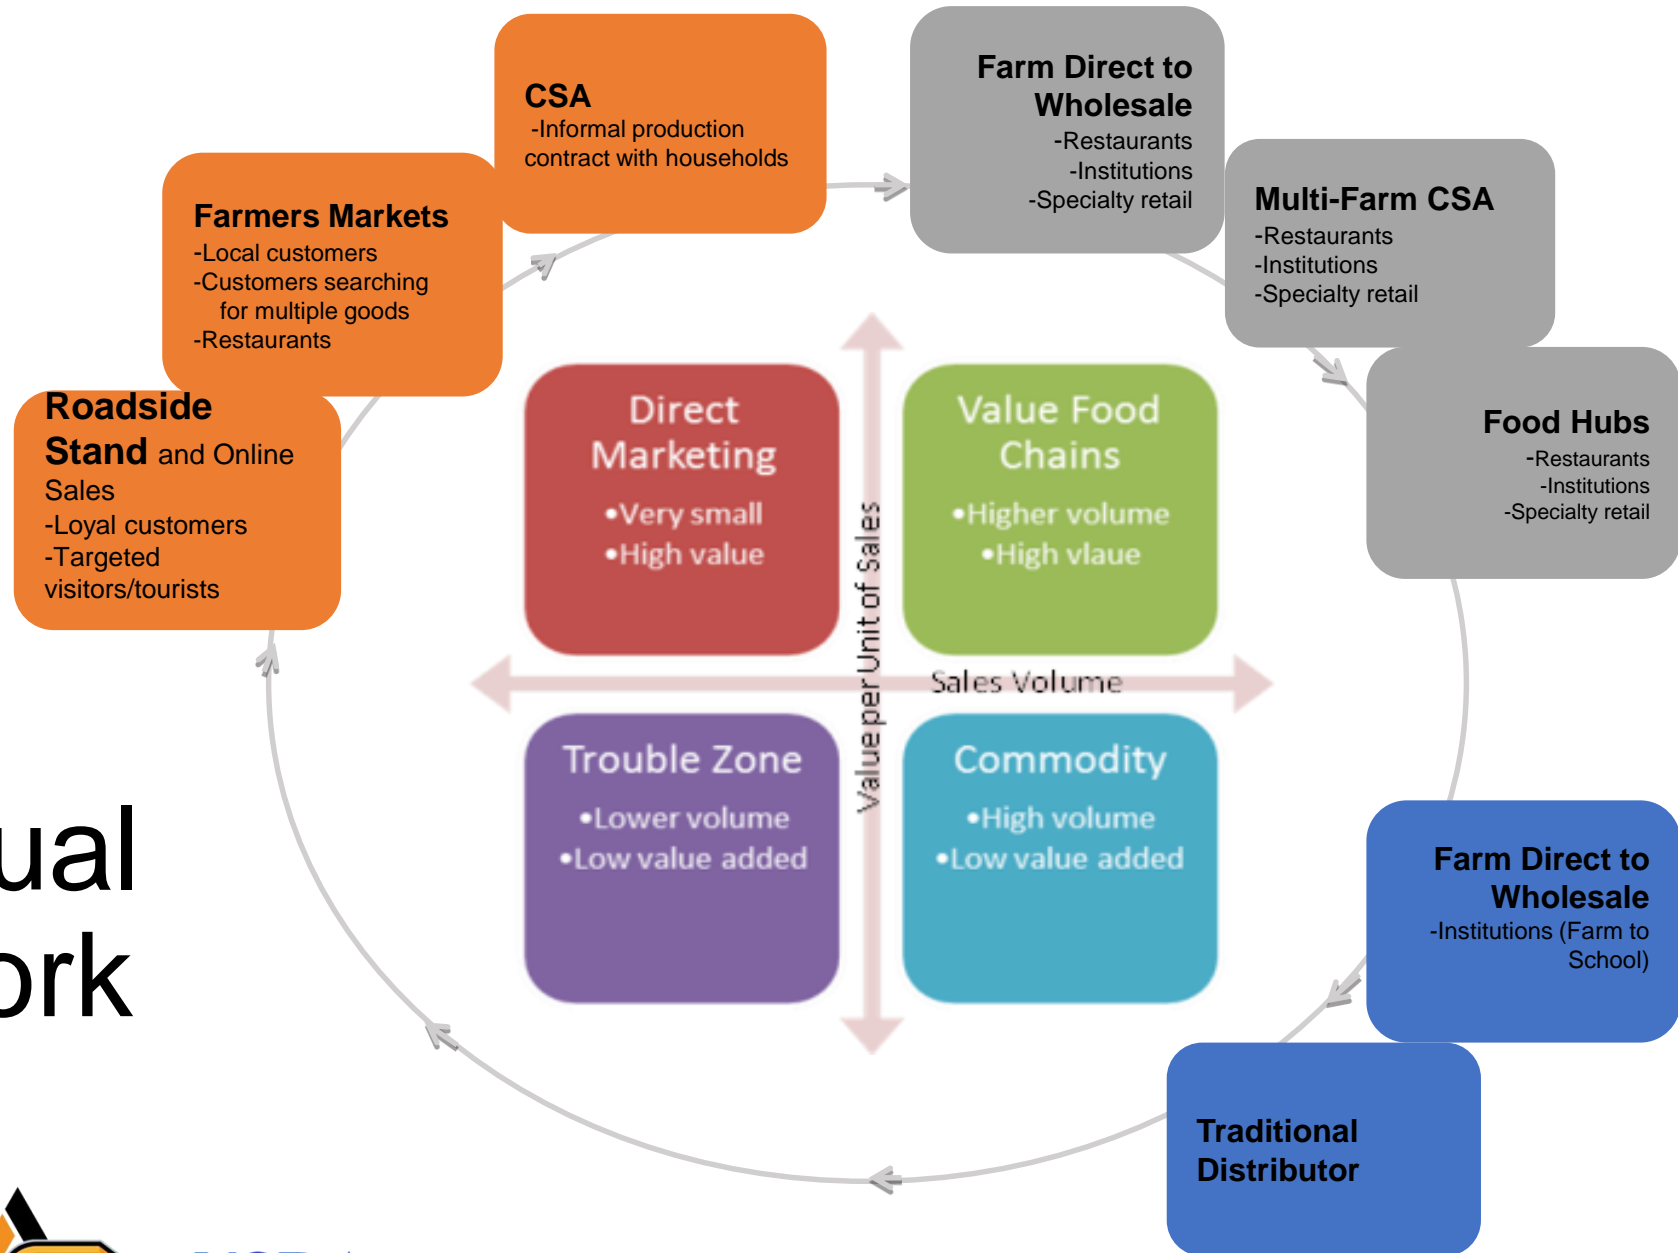 CSA
-Informal production
contract with households
Farm Direct to
Wholesale
-Restaurants
-Institutions
-Specialty retail
Farmers Markets
-Local customers
-Customers searching
for multiple goods
-Restaurants
Multi-Farm CSA
-Restaurants
-Institutions
-Specialty retail
Roadside
Stand and Online
Sales
-Loyal customers
-Targeted
visitors/tourists
Food Hubs
-Restaurants
-Institutions
-Specialty retail
Direct
Marketing
•Very small
•High value
Value Food
Chains
•Higher volume
•High vlaue
Value per Unit of Sales
Sales Volume
Trouble Zone
•Lower volume
•Low value added
Commodity
•High volume
•Low value added
Farm Direct to
Wholesale
-Institutions (Farm to
School)
Traditional
Distributor
ual
ork